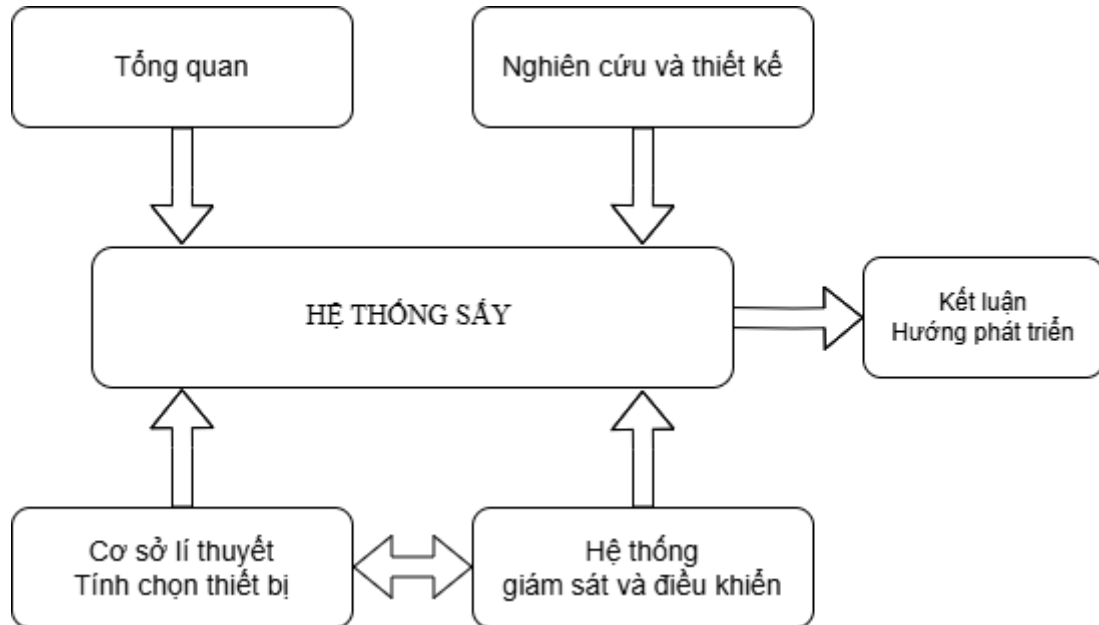 Tổng quan
Nghiên cứu và thiết kế
HỆ THỐNG SẤY
Kết luận
Hướng phát triển
Cơ sở lí thuyết
Tính chọn thiết bị
Hệ thống
giám sát và điều khiển